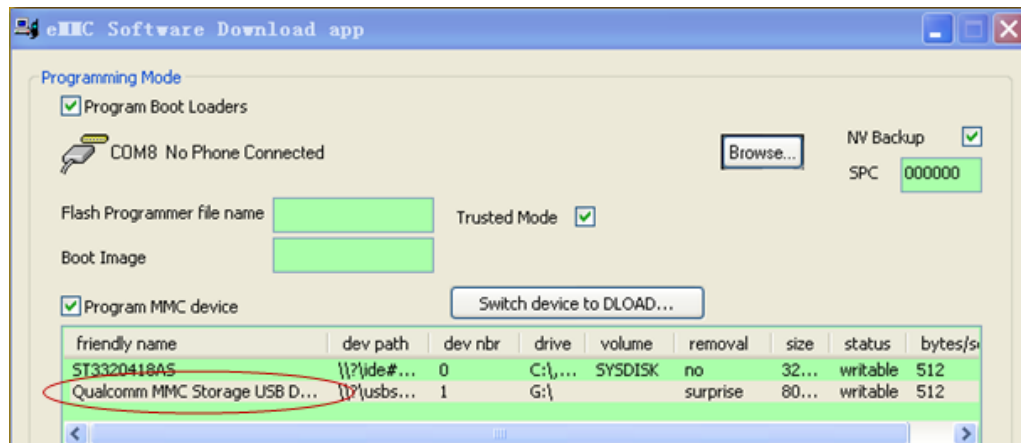 eMMC Software Download app
Programming Mode
Program Boot Loaders
COM8 No Phone Connected
Browse...
NV Backup
SPC 000000
Flash Programmer file name
Trusted Mode
Boot Image
Program MMC device
Switch device to DLOAD...
friendly name dev path dev nbr drive volume removal size status bytes/s
ST3320418AS \\?\ide#... 0 C:\,... SYSDISK no 32... writable 512
Qualcomm MMC Storage USB D... \\?\usbs... 1 G:\ surprise 80... writable 512